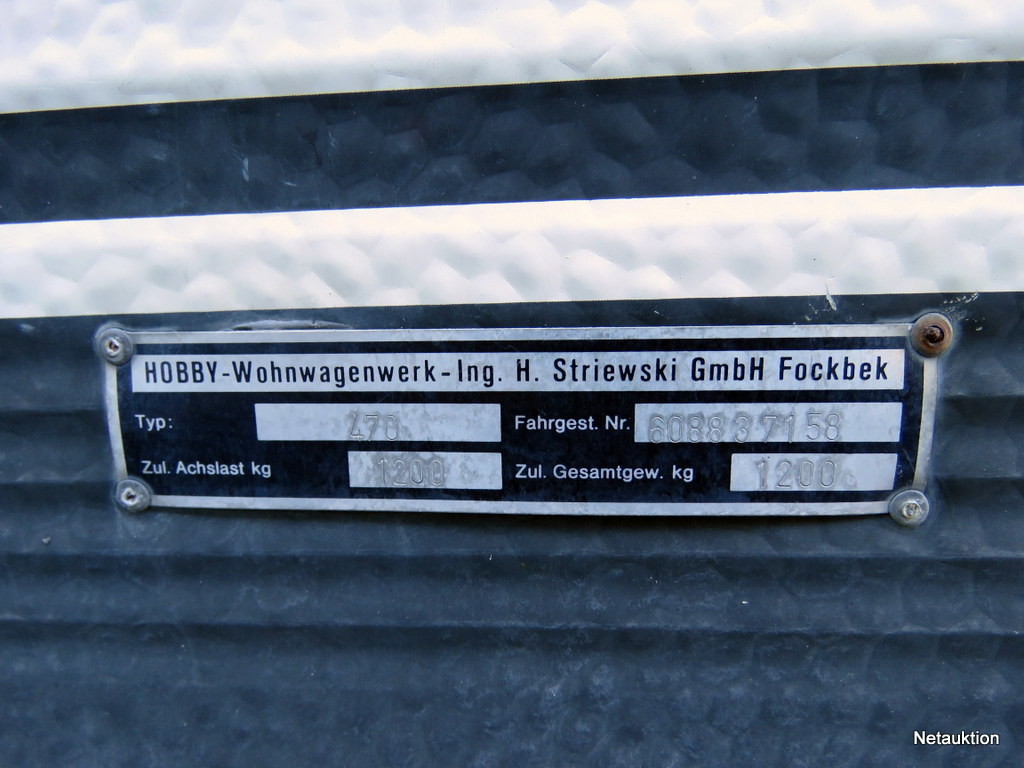 HOBBY-Wohnwagenwerk-Ing. H. Striewski GmbH Fockbek
Typ: 470 Fahrgest. Nr. 608837158
Zul. Achslast kg 1200 Zul. Gesamtgew. kg 1200
Netauktion